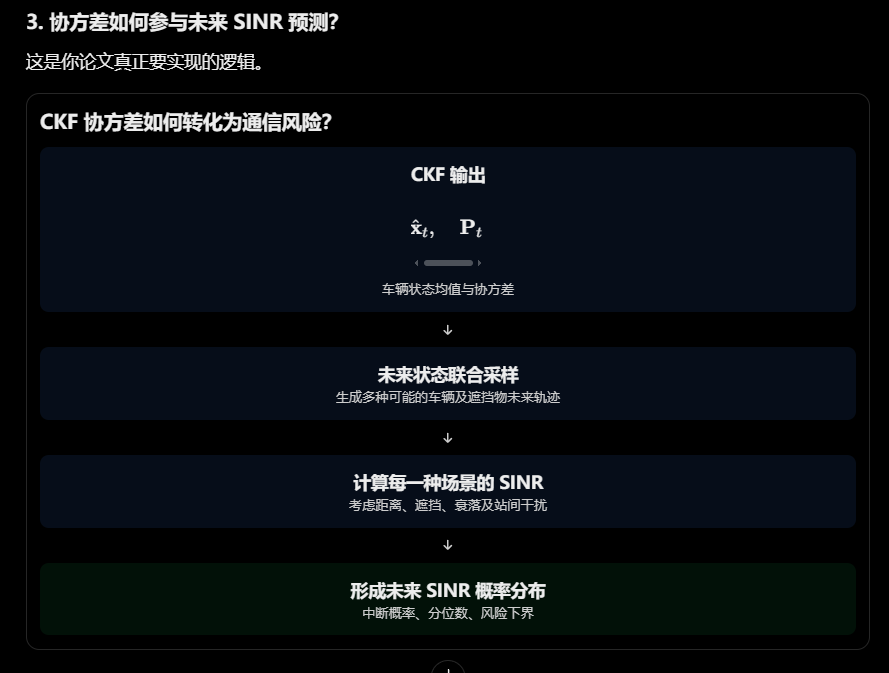 3. 协方差如何参与未来 SINR 预测？
这是你论文真正要实现的逻辑。
CKF 协方差如何转化为通信风险？
CKF 输出
x̂ₜ, Pₜ
车辆状态均值与协方差
↓
未来状态联合采样
生成多种可能的车辆及遮挡物未来轨迹
↓
计算每一种场景的 SINR
考虑距离、遮挡、衰落及站间干扰
↓
形成未来 SINR 概率分布
中断概率、分位数、风险下界